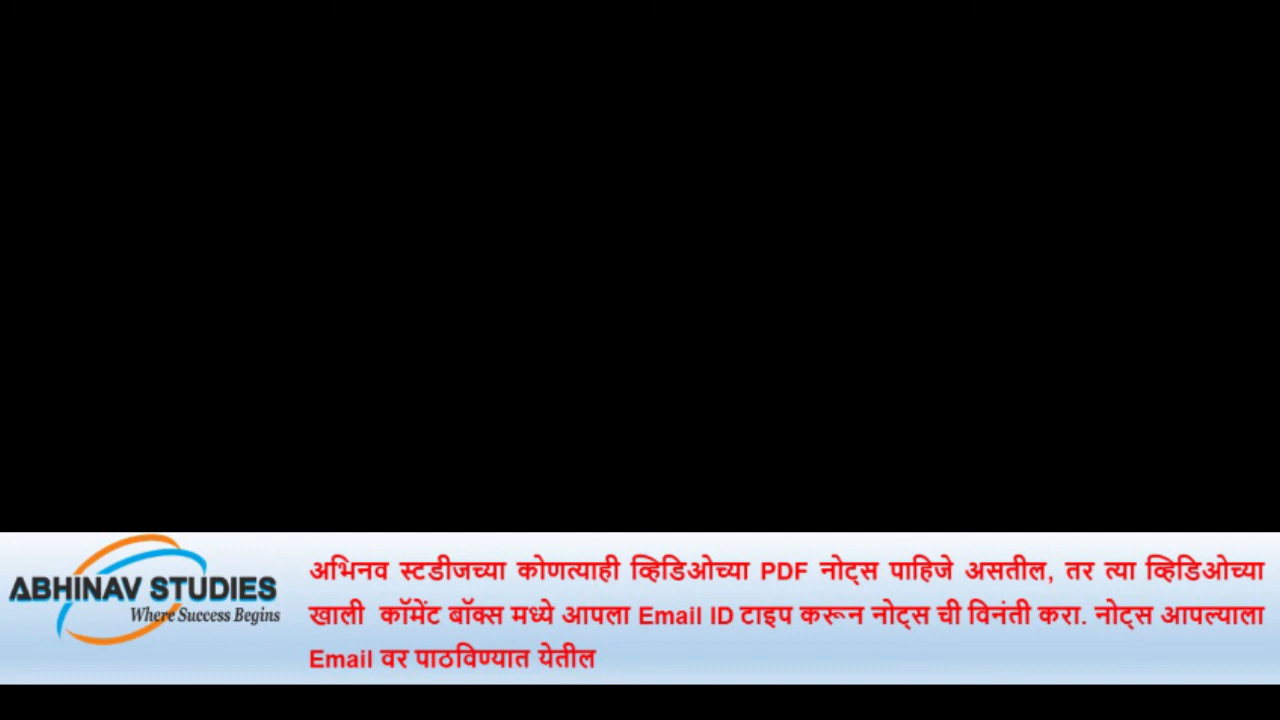 ABHINAV STUDIES
Where Success Begins
अभिनव स्टडीजच्या कोणत्याही व्हिडिओच्या PDF नोट्स पाहिजे असतील, तर त्या व्हिडिओच्या
खाली कॉमेंट बॉक्स मध्ये आपला Email ID टाइप करून नोट्स ची विनंती करा. नोट्स आपल्याला
Email वर पाठविण्यात येतील